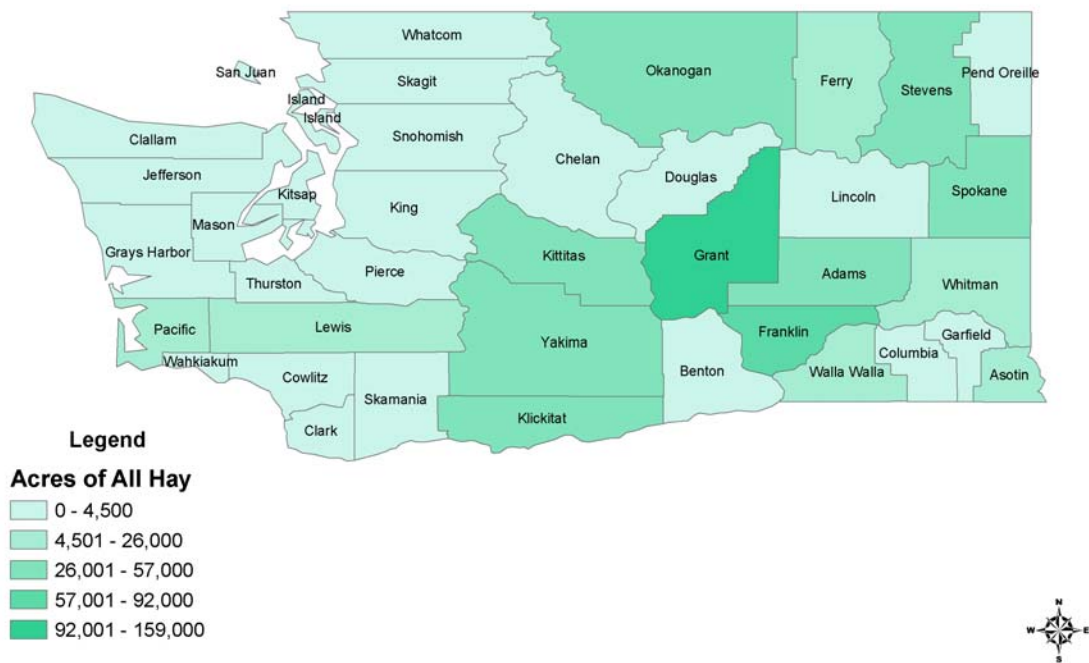 Whatcom
San Juan
Skagit
Okanogan
Ferry
Stevens
Pend Oreille
Island
Island
Snohomish
Clallam
Chelan
Douglas
Jefferson
Kitsap
King
Lincoln
Spokane
Mason
Grays Harbor
Kittitas
Grant
Adams
Pierce
Thurston
Whitman
Pacific
Lewis
Franklin
Garfield
Yakima
Columbia
Wahkiakum
Walla Walla
Asotin
Benton
Cowlitz
Skamania
Klickitat
Clark
Legend
Acres of All Hay
0 - 4,500
4,501 - 26,000
26,001 - 57,000
57,001 - 92,000
92,001 - 159,000
N
W E
S